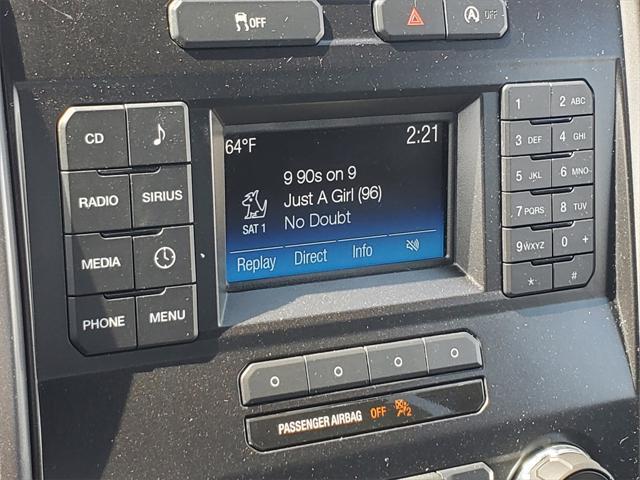 OFF
OFF
CD
RADIO
SIRIUS
MEDIA
PHONE
MENU
64°F
2:21
9 90s on 9
Just A Girl (96)
No Doubt
SAT 1
Replay Direct Info
1
2 ABC
3 DEF
4 GHI
5 JKL
6 MNO
7 PQRS
8 TUV
9 WXYZ
0 +
*
#
PASSENGER AIRBAG OFF 2